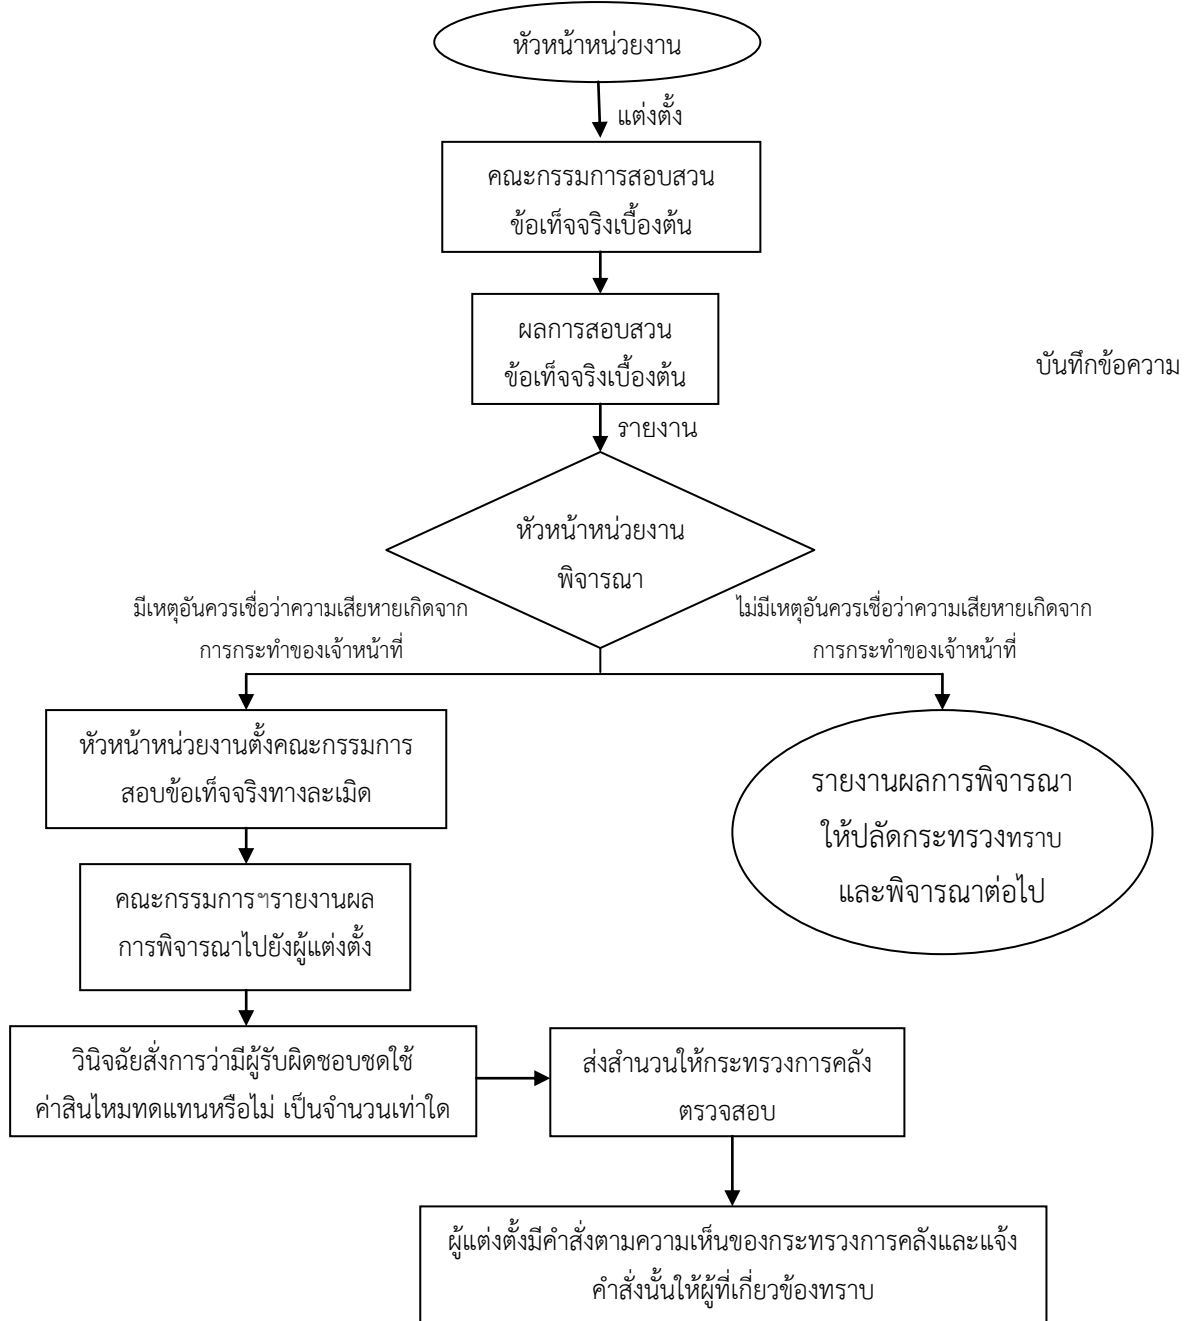 หัวหน้าหน่วยงาน
แต่งตั้ง
คณะกรรมการสอบสวน
ข้อเท็จจริงเบื้องต้น
ผลการสอบสวน
ข้อเท็จจริงเบื้องต้น
บันทึกข้อความ
รายงาน
หัวหน้าหน่วยงาน
พิจารณา
มีเหตุอันควรเชื่อว่าความเสียหายเกิดจาก
การกระทำของเจ้าหน้าที่
ไม่มีเหตุอันควรเชื่อว่าความเสียหายเกิดจาก
การกระทำของเจ้าหน้าที่
หัวหน้าหน่วยงานตั้งคณะกรรมการ
สอบข้อเท็จจริงทางละเมิด
รายงานผลการพิจารณา
ให้ปลัดกระทรวงทราบ
และพิจารณาต่อไป
คณะกรรมการฯรายงานผล
การพิจารณาไปยังผู้แต่งตั้ง
วินิจฉัยสั่งการว่ามีผู้รับผิดชอบชดใช้
ค่าสินไหมทดแทนหรือไม่ เป็นจำนวนเท่าใด
ส่งสำนวนให้กระทรวงการคลัง
ตรวจสอบ
ผู้แต่งตั้งมีคำสั่งตามความเห็นของกระทรวงการคลังและแจ้ง
คำสั่งนั้นให้ผู้ที่เกี่ยวข้องทราบ